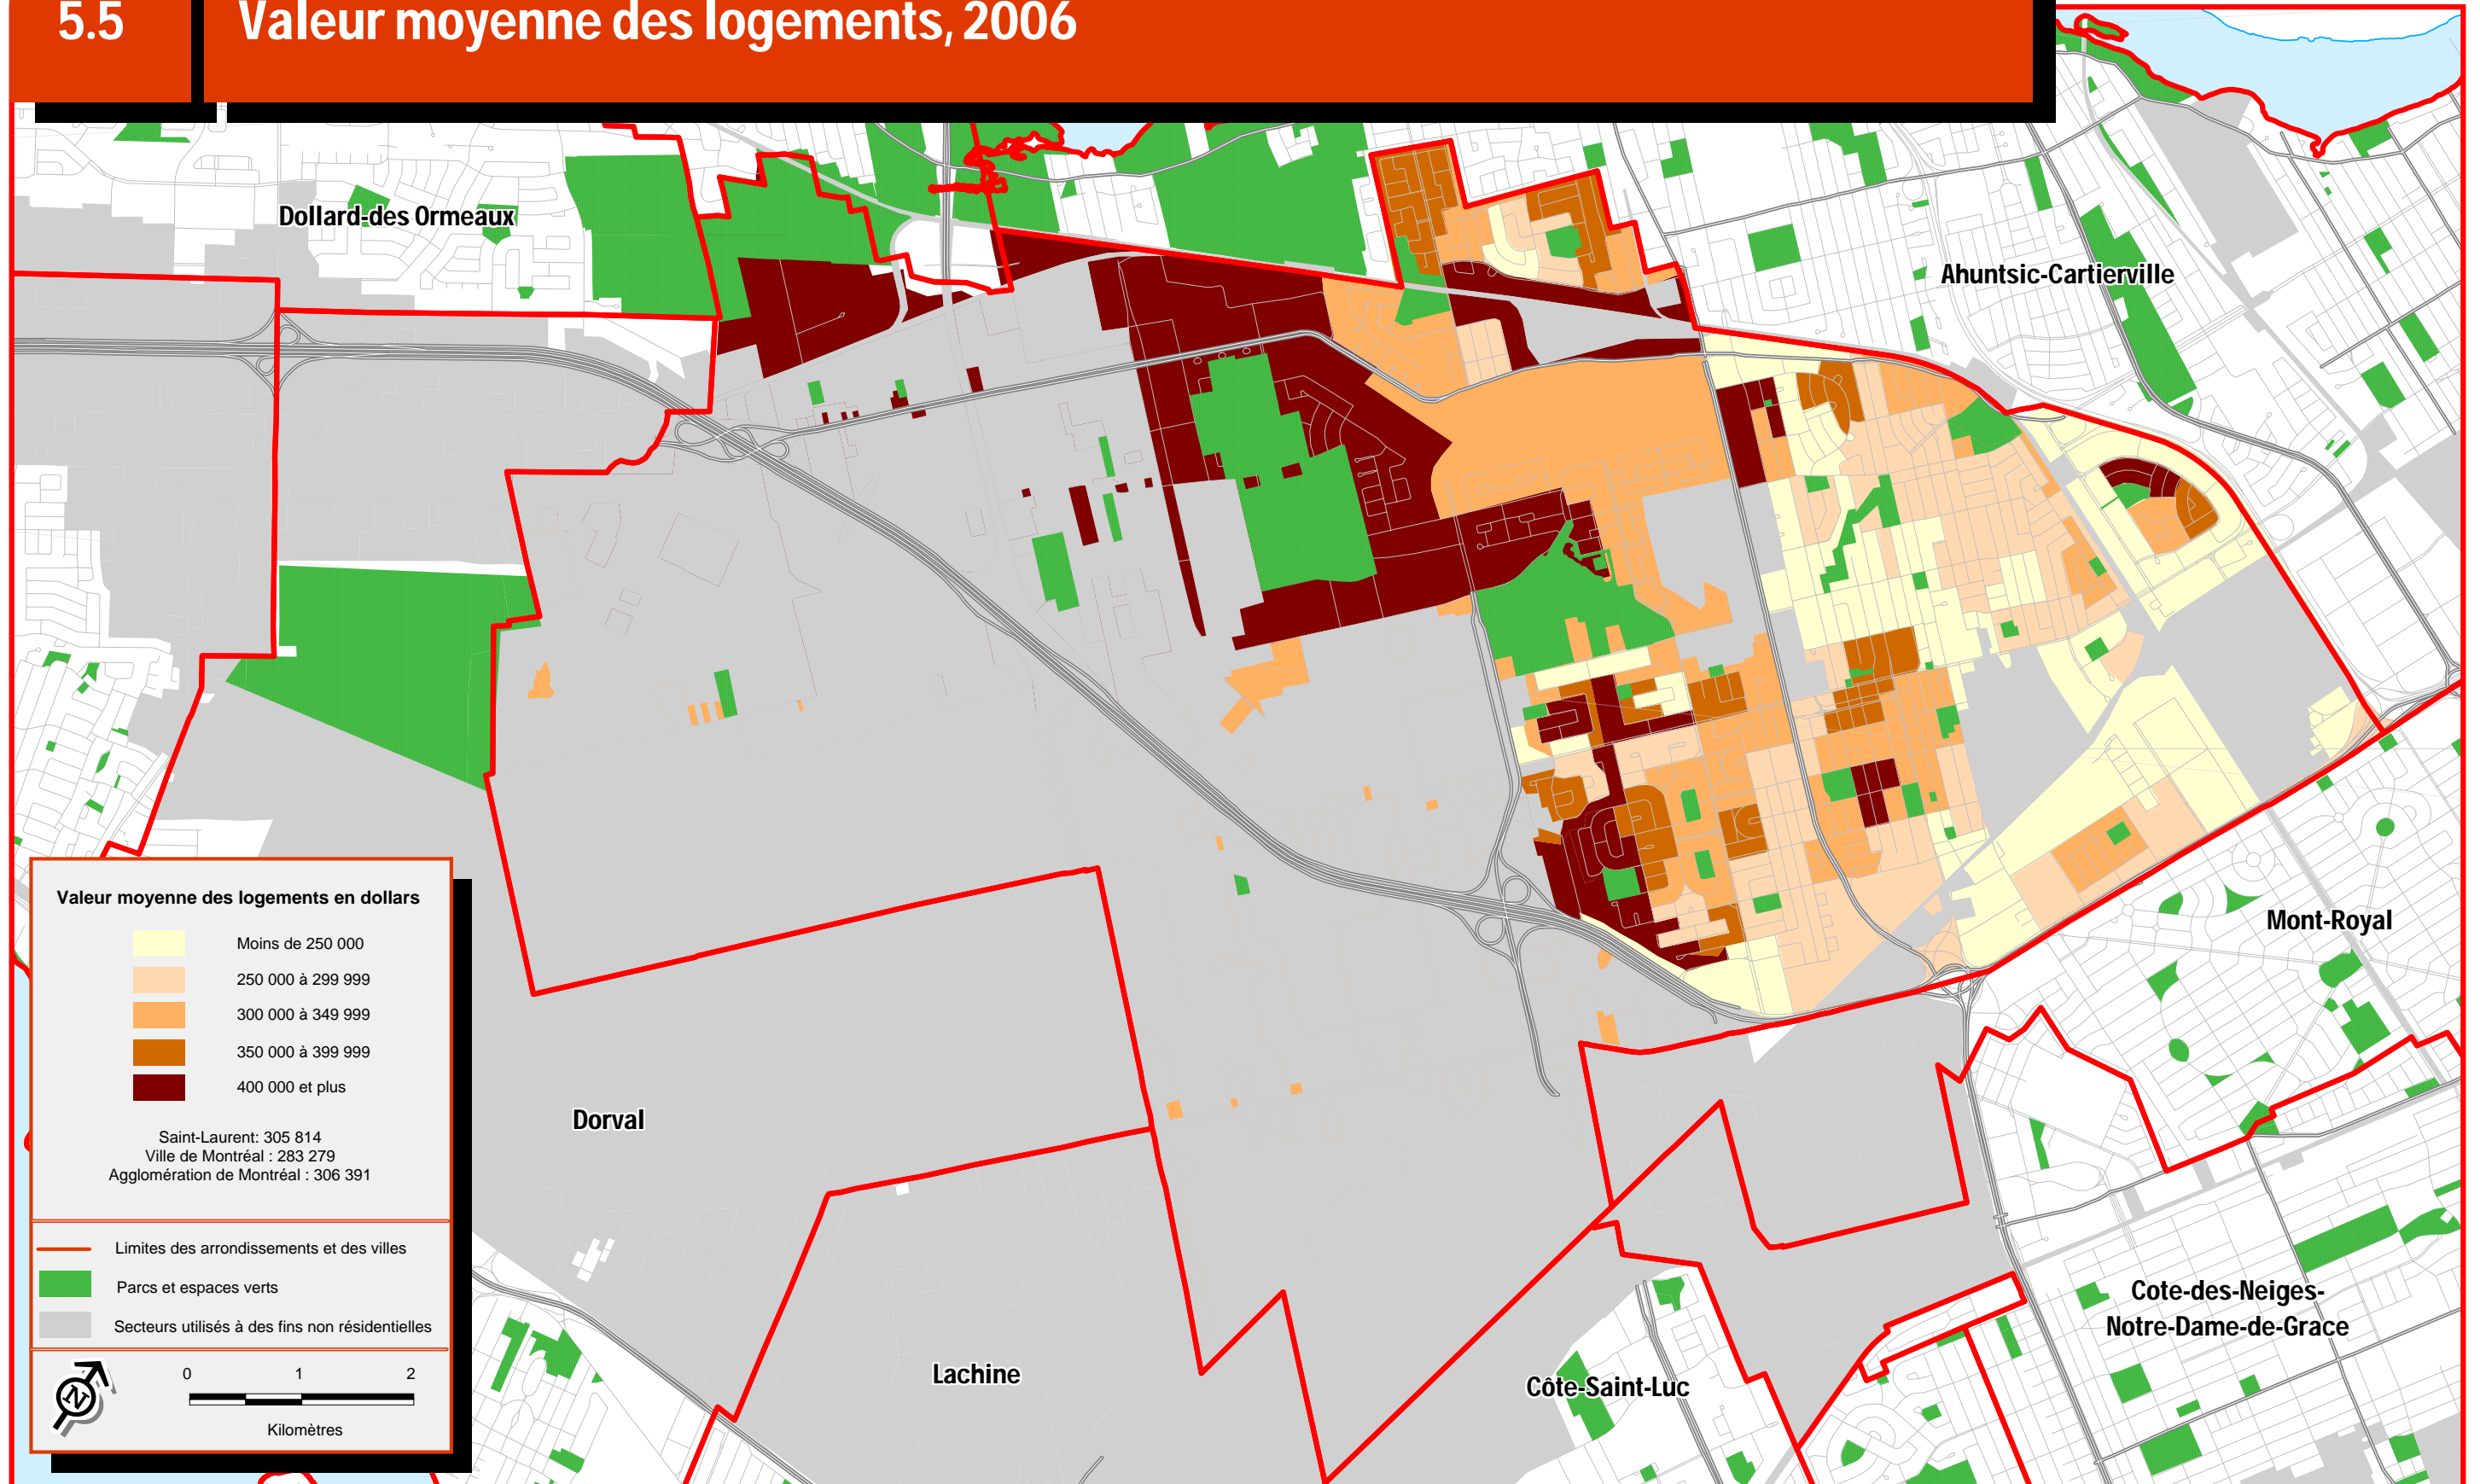 5.5 Valeur moyenne des logements, 2006
Dollard-des Ormeaux
Ahuntsic-Cartierville
Mont-Royal
Dorval
Lachine
Côte-Saint-Luc
Cote-des-Neiges-
Notre-Dame-de-Grace
Valeur moyenne des logements en dollars
Moins de 250 000
250 000 à 299 999
300 000 à 349 999
350 000 à 399 999
400 000 et plus
Saint-Laurent: 305 814
Ville de Montréal : 283 279
Agglomération de Montréal : 306 391
Limites des arrondissements et des villes
Parcs et espaces verts
Secteurs utilisés à des fins non résidentielles
N
0 1 2
Kilomètres